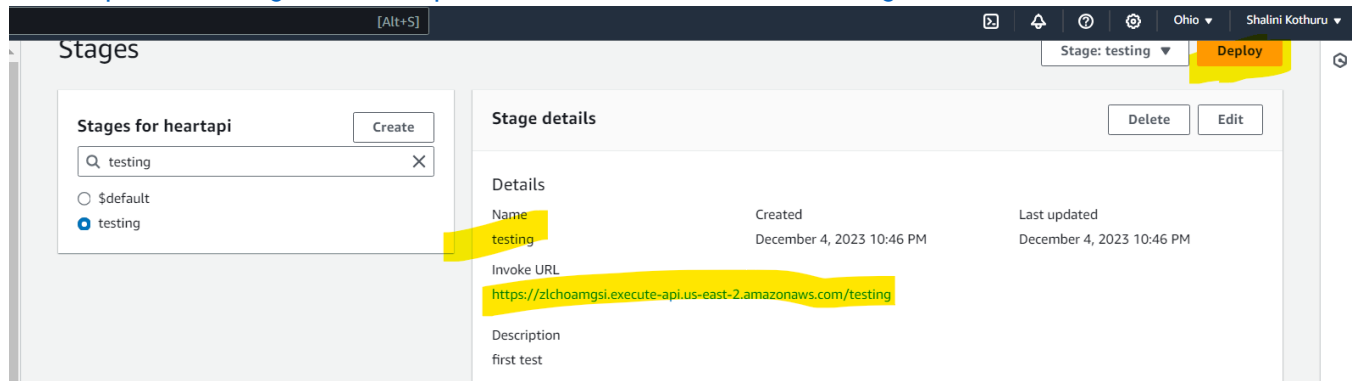 [Alt+S]
Ohio ▼
Shalini Kothuru ▼
Stages
Stage: testing ▼
Deploy
Stages for heartapi
Create
testing
$default
testing
Stage details
Delete
Edit
Details
Name
Created
Last updated
testing
December 4, 2023 10:46 PM
December 4, 2023 10:46 PM
Invoke URL
https://zlchoamgsi.execute-api.us-east-2.amazonaws.com/testing
Description
first test